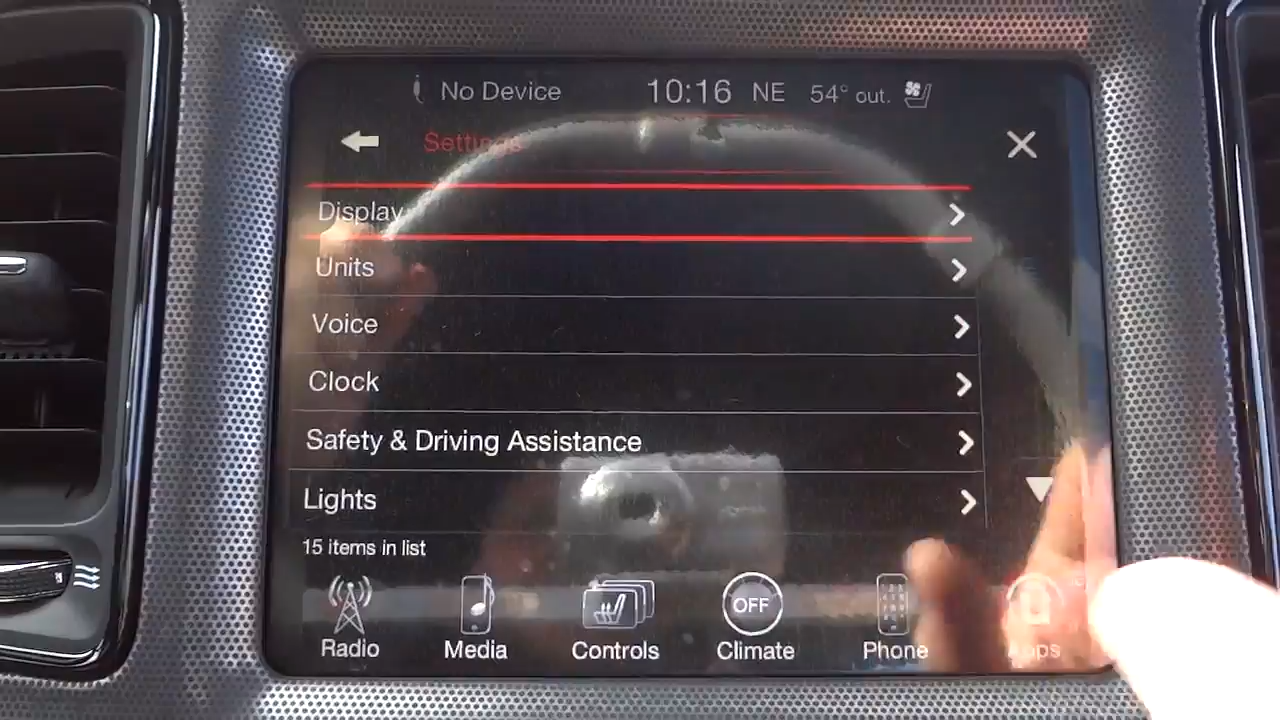 No Device 10:16 NE 54° out.
Settings
Display
Units
Voice
Clock
Safety & Driving Assistance
Lights
15 items in list
OFF
Radio Media Controls Climate Phone Apps